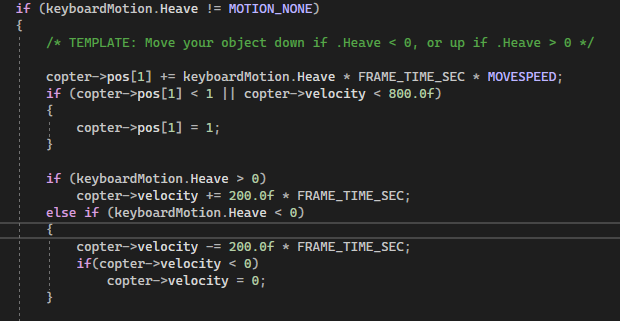 if (keyboardMotion.Heave != MOTION_NONE)
{
/* TEMPLATE: Move your object down if .Heave < 0, or up if .Heave > 0 */
copter->pos[1] += keyboardMotion.Heave * FRAME_TIME_SEC * MOVESPEED;
if (copter->pos[1] < 1 || copter->velocity < 800.0f)
{
copter->pos[1] = 1;
}
if (keyboardMotion.Heave > 0)
copter->velocity += 200.0f * FRAME_TIME_SEC;
else if (keyboardMotion.Heave < 0)
{
copter->velocity -= 200.0f * FRAME_TIME_SEC;
if(copter->velocity < 0)
copter->velocity = 0;
}